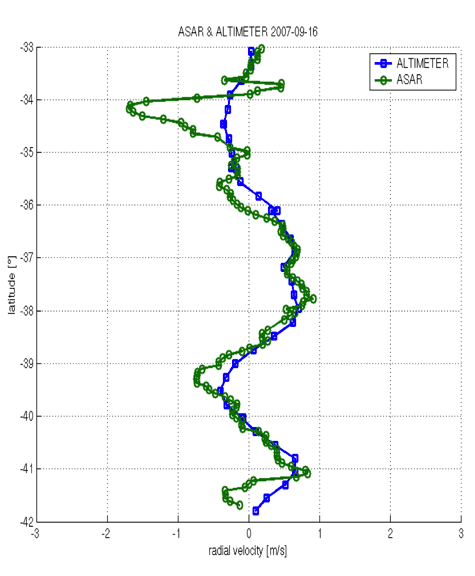 ASAR & ALTIMETER 2007-09-16
ALTIMETER
ASAR
-33
-34
-35
-36
-37
-38
-39
-40
-41
-42
latitude [°]
-3 -2 -1 0 1 2 3
radial velocity [m/s]